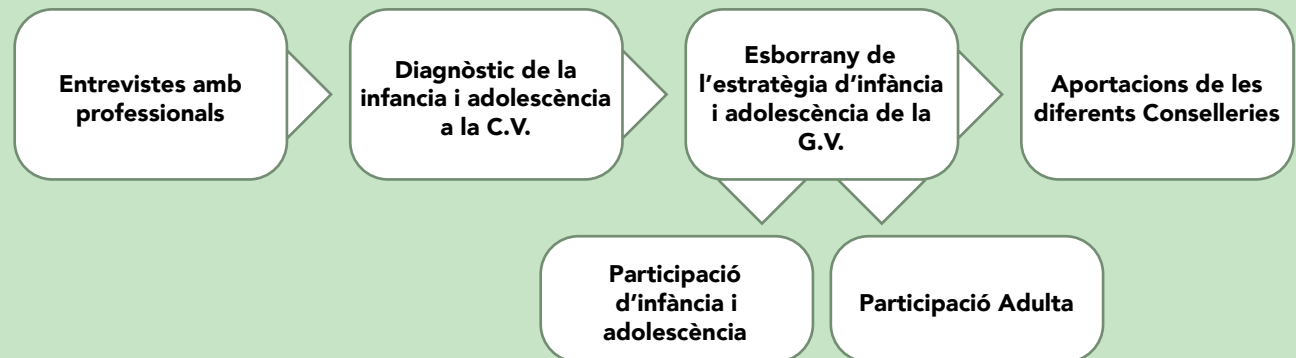 Entrevistes amb
professionals
Diagnòstic de la
infancia i adolescència
a la C.V.
Esborrany de
l’estratègia d’infància
i adolescència de la
G.V.
Aportacions de les
diferents Conselleries
Participació
d’infància i
adolescència
Participació Adulta